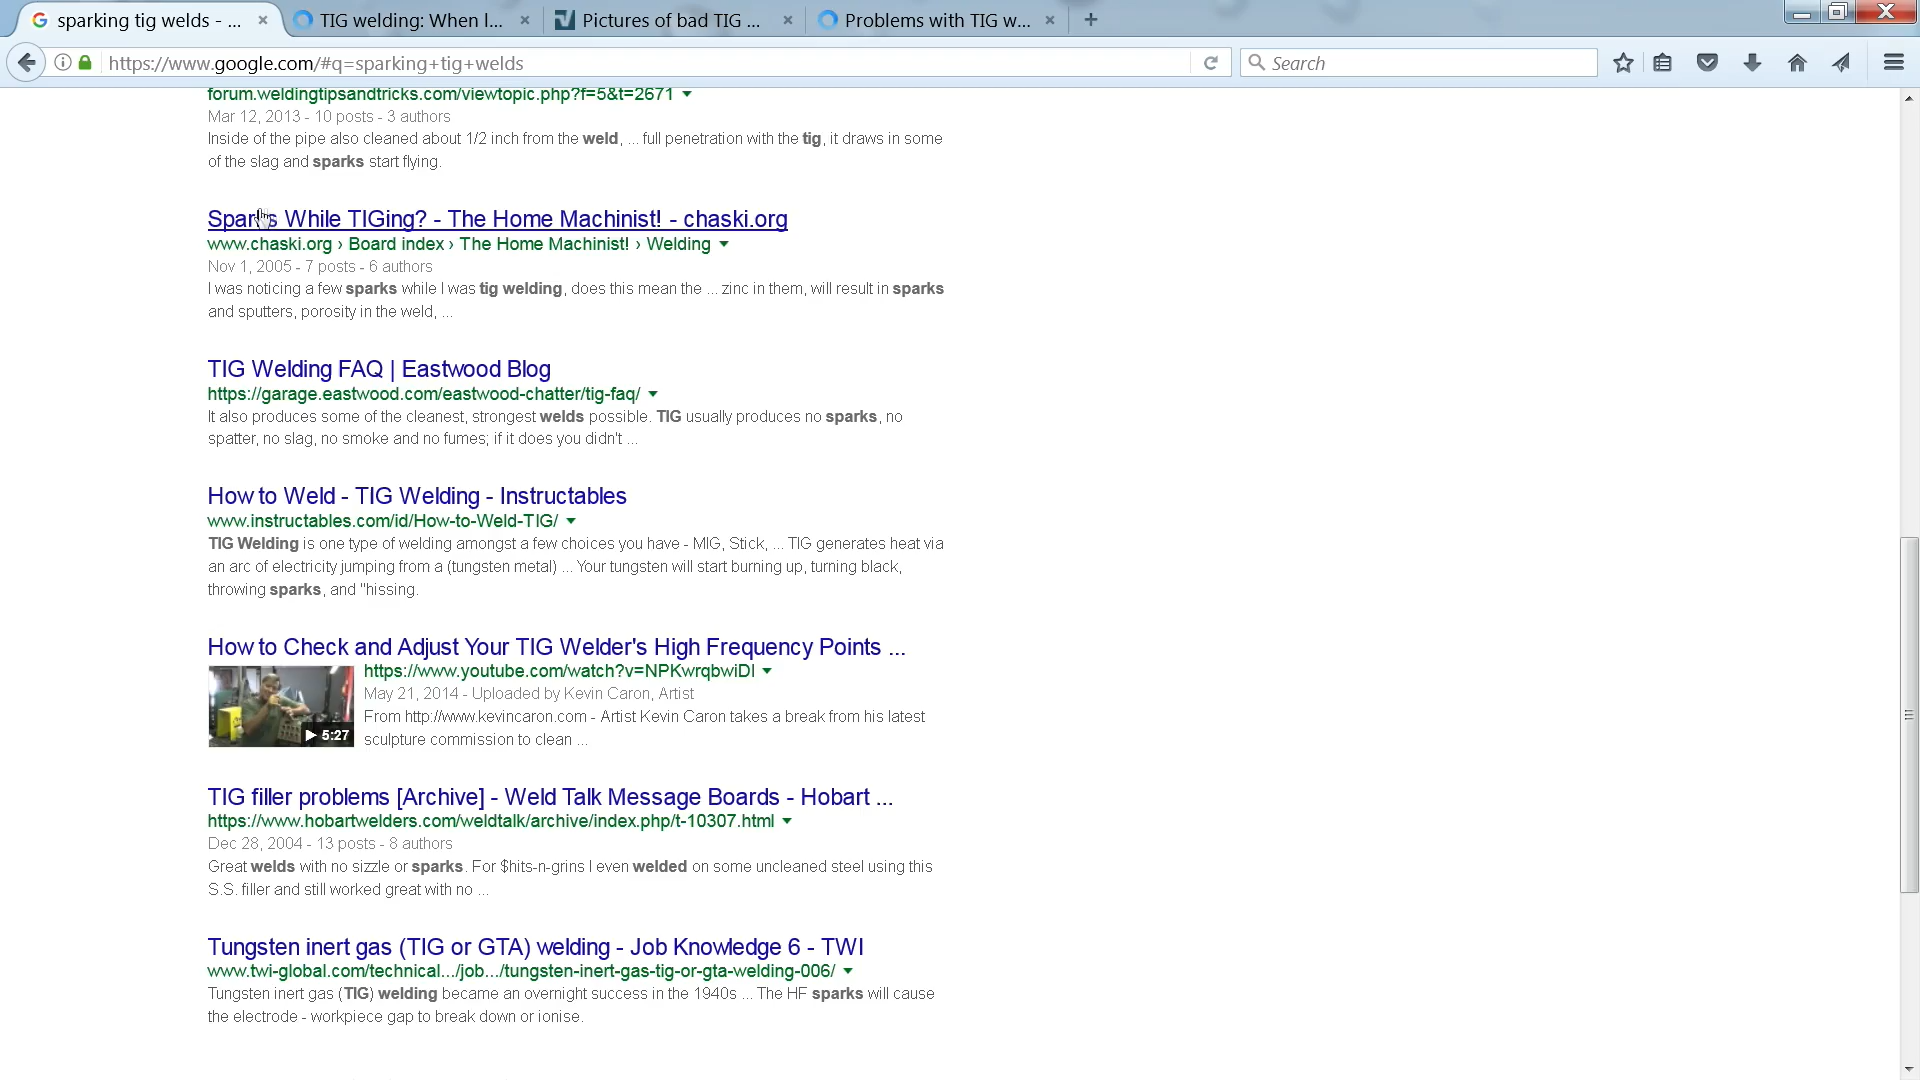 sparking tig welds - ...
TIG welding: When l...
Pictures of bad TIG ...
Problems with TIG w...
https://www.google.com/#q=sparking+tig+welds
Search
forum.weldingtipsandtricks.com/viewtopic.php?f=5&t=2671
Mar 12, 2013 - 10 posts - 3 authors
Inside of the pipe also cleaned about 1/2 inch from the weld, ... full penetration with the tig, it draws in some
of the slag and sparks start flying.
Sparks While TIGing? - The Home Machinist! - chaski.org
www.chaski.org › Board index › The Home Machinist! › Welding
Nov 1, 2005 - 7 posts - 6 authors
I was noticing a few sparks while I was tig welding, does this mean the ... zinc in them, will result in sparks
and sputters, porosity in the weld, ...
TIG Welding FAQ | Eastwood Blog
https://garage.eastwood.com/eastwood-chatter/tig-faq/
It also produces some of the cleanest, strongest welds possible. TIG usually produces no sparks, no
spatter, no slag, no smoke and no fumes; if it does you didn't ...
How to Weld - TIG Welding - Instructables
www.instructables.com/id/How-to-Weld-TIG/
TIG Welding is one type of welding amongst a few choices you have - MIG, Stick, ... TIG generates heat via
an arc of electricity jumping from a (tungsten metal) ... Your tungsten will start burning up, turning black,
throwing sparks, and "hissing.
How to Check and Adjust Your TIG Welder's High Frequency Points ...
https://www.youtube.com/watch?v=NPKwrqbwiDI
May 21, 2014 - Uploaded by Kevin Caron, Artist
From http://www.kevincaron.com - Artist Kevin Caron takes a break from his latest
sculpture commission to clean ...
5:27
TIG filler problems [Archive] - Weld Talk Message Boards - Hobart ...
https://www.hobartwelders.com/weldtalk/archive/index.php/t-10307.html
Dec 28, 2004 - 13 posts - 8 authors
Great welds with no sizzle or sparks. For $hits-n-grins I even welded on some uncleaned steel using this
S.S. filler and still worked great with no ...
Tungsten inert gas (TIG or GTA) welding - Job Knowledge 6 - TWI
www.twi-global.com/technical.../job.../tungsten-inert-gas-tig-or-gta-welding-006/
Tungsten inert gas (TIG) welding became an overnight success in the 1940s ... The HF sparks will cause
the electrode - workpiece gap to break down or ionise.